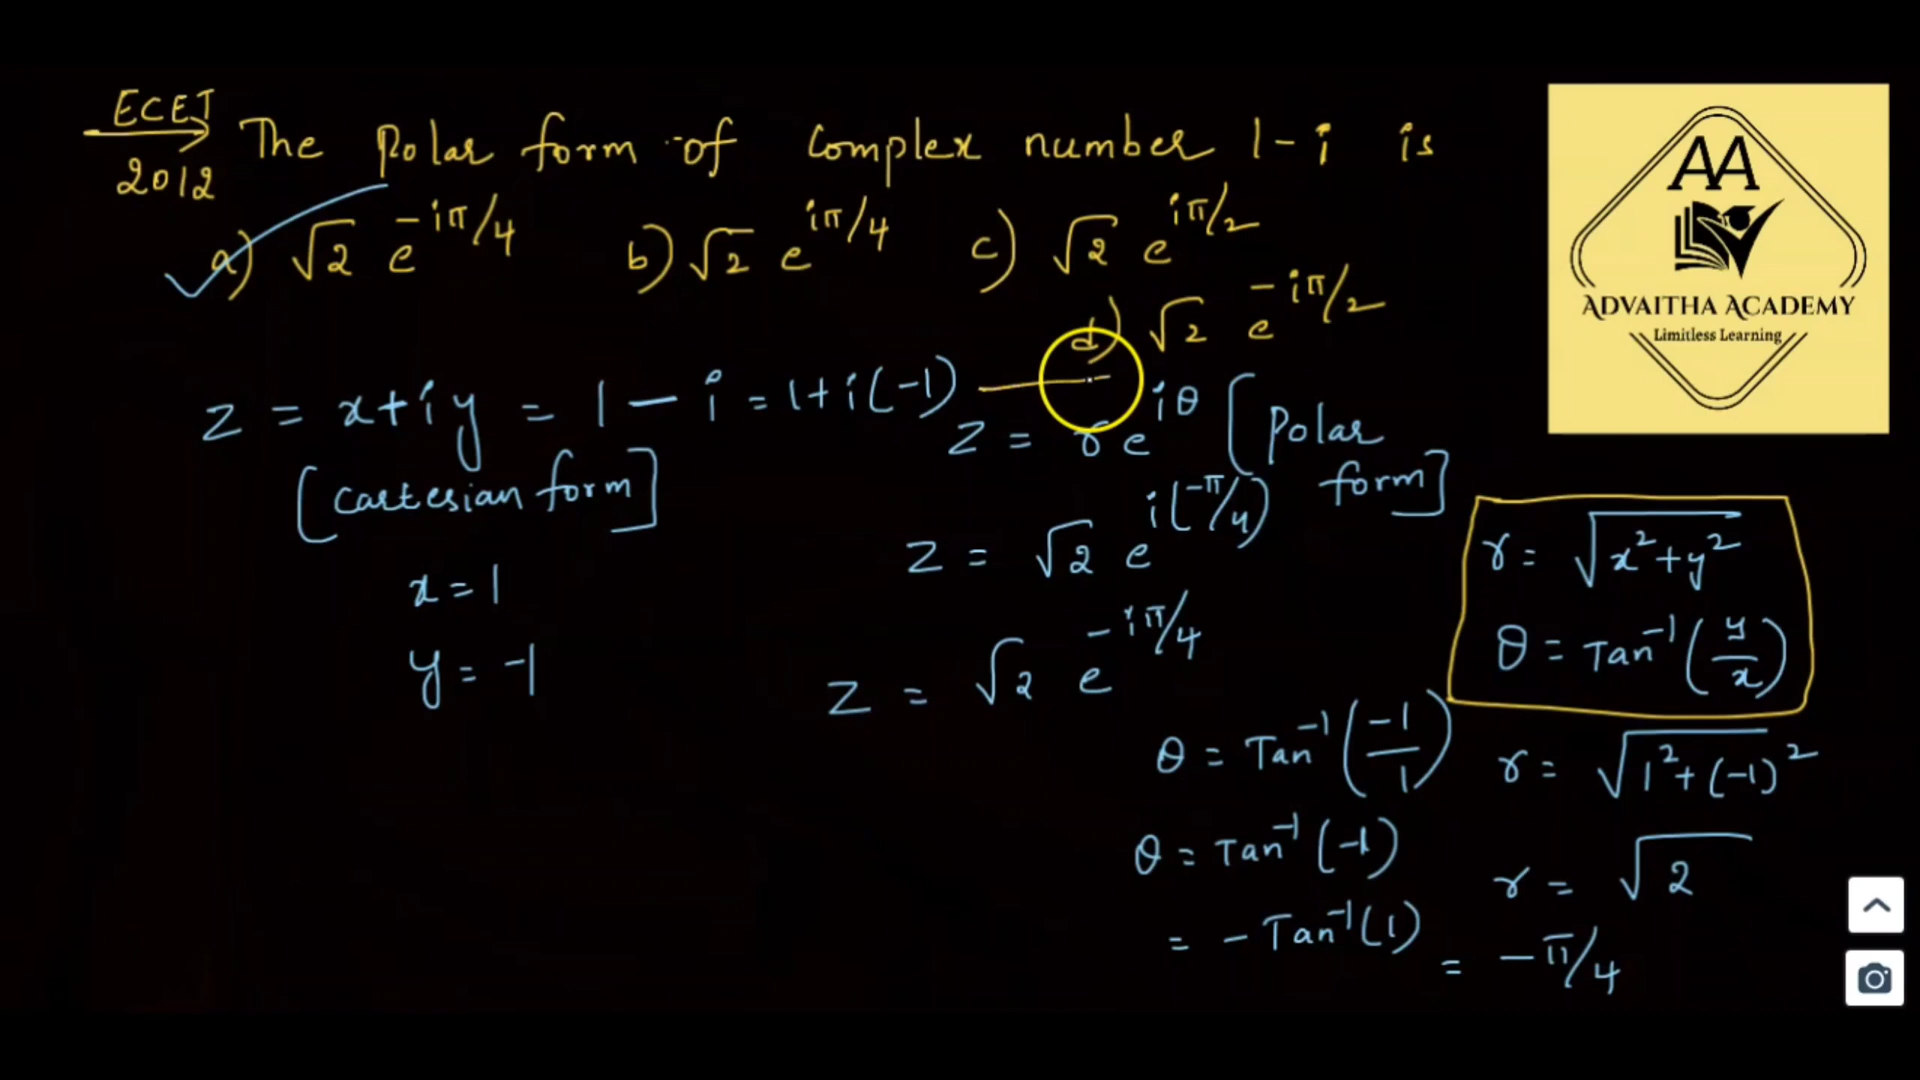 ECET 2012
The Polar form of complex number 1-i is
a) √2 e^(-iπ/4) b) √2 e^(iπ/4) c) √2 e^(iπ/2)
d) √2 e^(-iπ/2)
z = x+iy = 1-i = 1+i(-1)
[cartesian form]
x=1
y=-1
z = re^(iθ) [Polar form]
z = √2 e^(i(-π/4))
z = √2 e^(-iπ/4)
r = √(x²+y²)
θ = Tan⁻¹(y/x)
θ = Tan⁻¹(-1/1)
θ = Tan⁻¹(-1)
= -Tan⁻¹(1) = -π/4
r = √(1²+(-1)²)
r = √2
AA
ADVAITHA ACADEMY
Limitless Learning